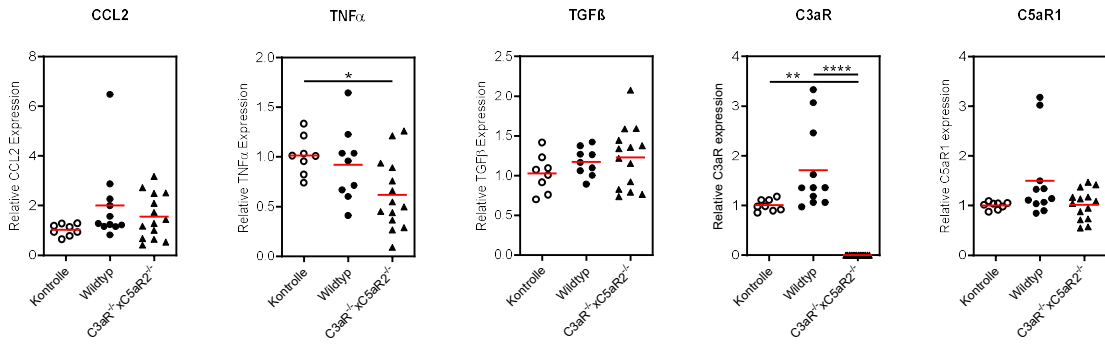 CCL2
Relative CCL2 Expression
8
6
4
2
0
Kontrolle
Wildtyp
C3aR-/-xC5aR2-/-
TNFα
Relative TNFα Expression
2.0
1.5
1.0
0.5
0.0
*
Kontrolle
Wildtyp
C3aR-/-xC5aR2-/-
TGFß
Relative TGFβ Expression
2.5
2.0
1.5
1.0
0.5
0.0
Kontrolle
Wildtyp
C3aR-/-xC5aR2-/-
C3aR
Relative C3aR expression
4
3
2
1
0
****
**
Kontrolle
Wildtyp
C3aR-/-xC5aR2-/-
C5aR1
Relative C5aR1 expression
4
3
2
1
0
Kontrolle
Wildtyp
C3aR-/-xC5aR2-/-